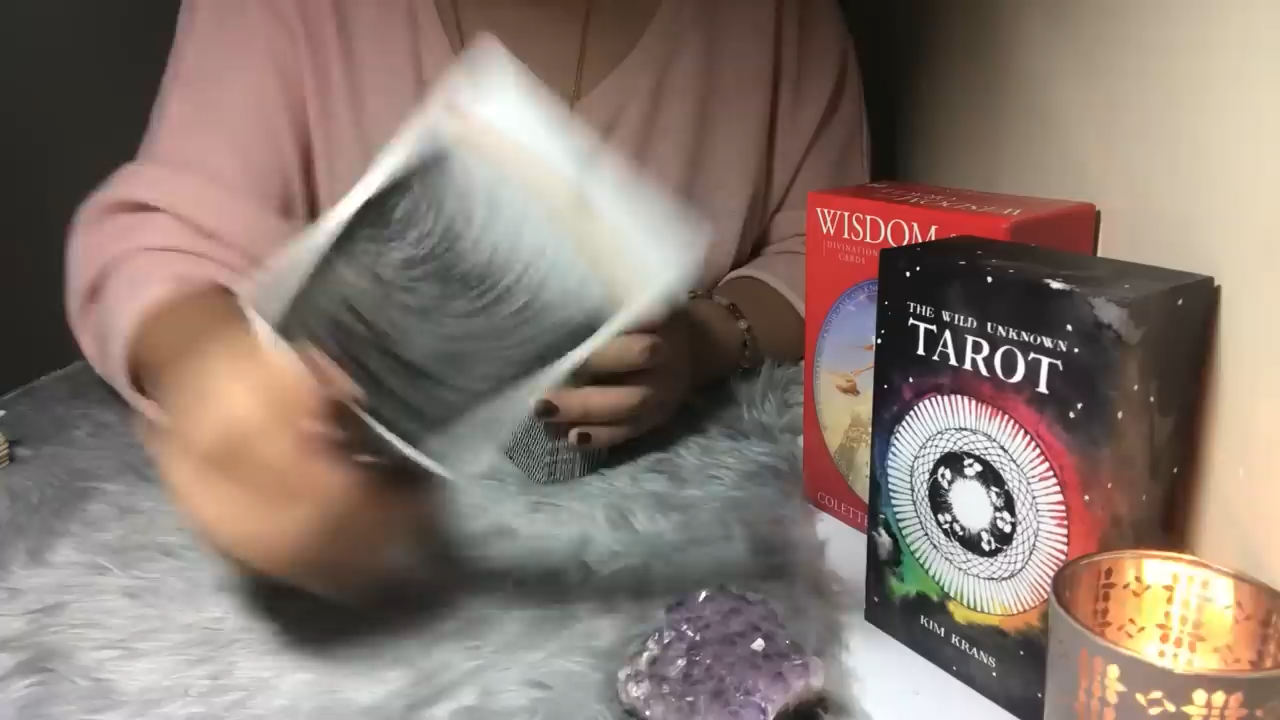 WISDOM
DIVINATION
CARDS
COLETTE
THE WILD UNKNOWN
TAROT
KIM KRANS